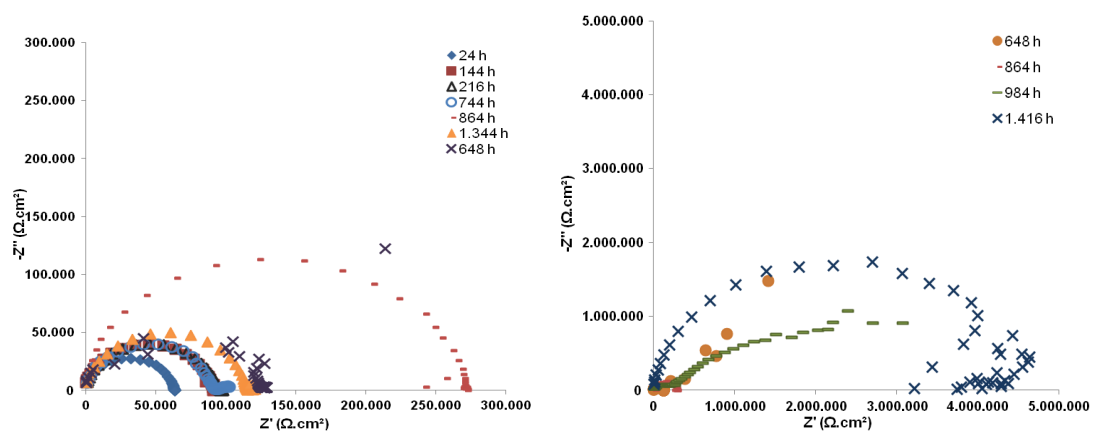 300.000
250.000
200.000
150.000
100.000
50.000
0
-Z" (Ω.cm²)
0
50.000
100.000
150.000
200.000
250.000
300.000
Z' (Ω.cm²)
24 h
144 h
216 h
744 h
864 h
1.344 h
648 h
5.000.000
4.000.000
3.000.000
2.000.000
1.000.000
0
-Z" (Ω.cm²)
0
1.000.000
2.000.000
3.000.000
4.000.000
5.000.000
Z' (Ω.cm²)
648 h
864 h
984 h
1.416 h